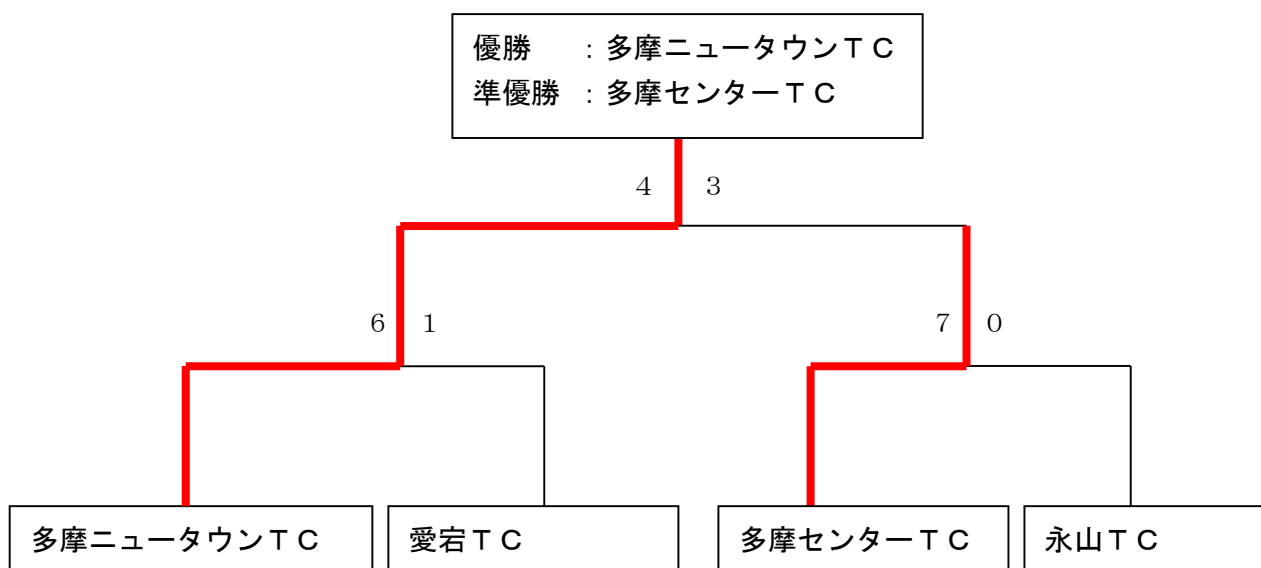 優勝　　：多摩ニュータウンＴＣ
準優勝　：多摩センターＴＣ
４　３
６　１
７　０
多摩ニュータウンＴＣ
愛宕ＴＣ
多摩センターＴＣ
永山ＴＣ